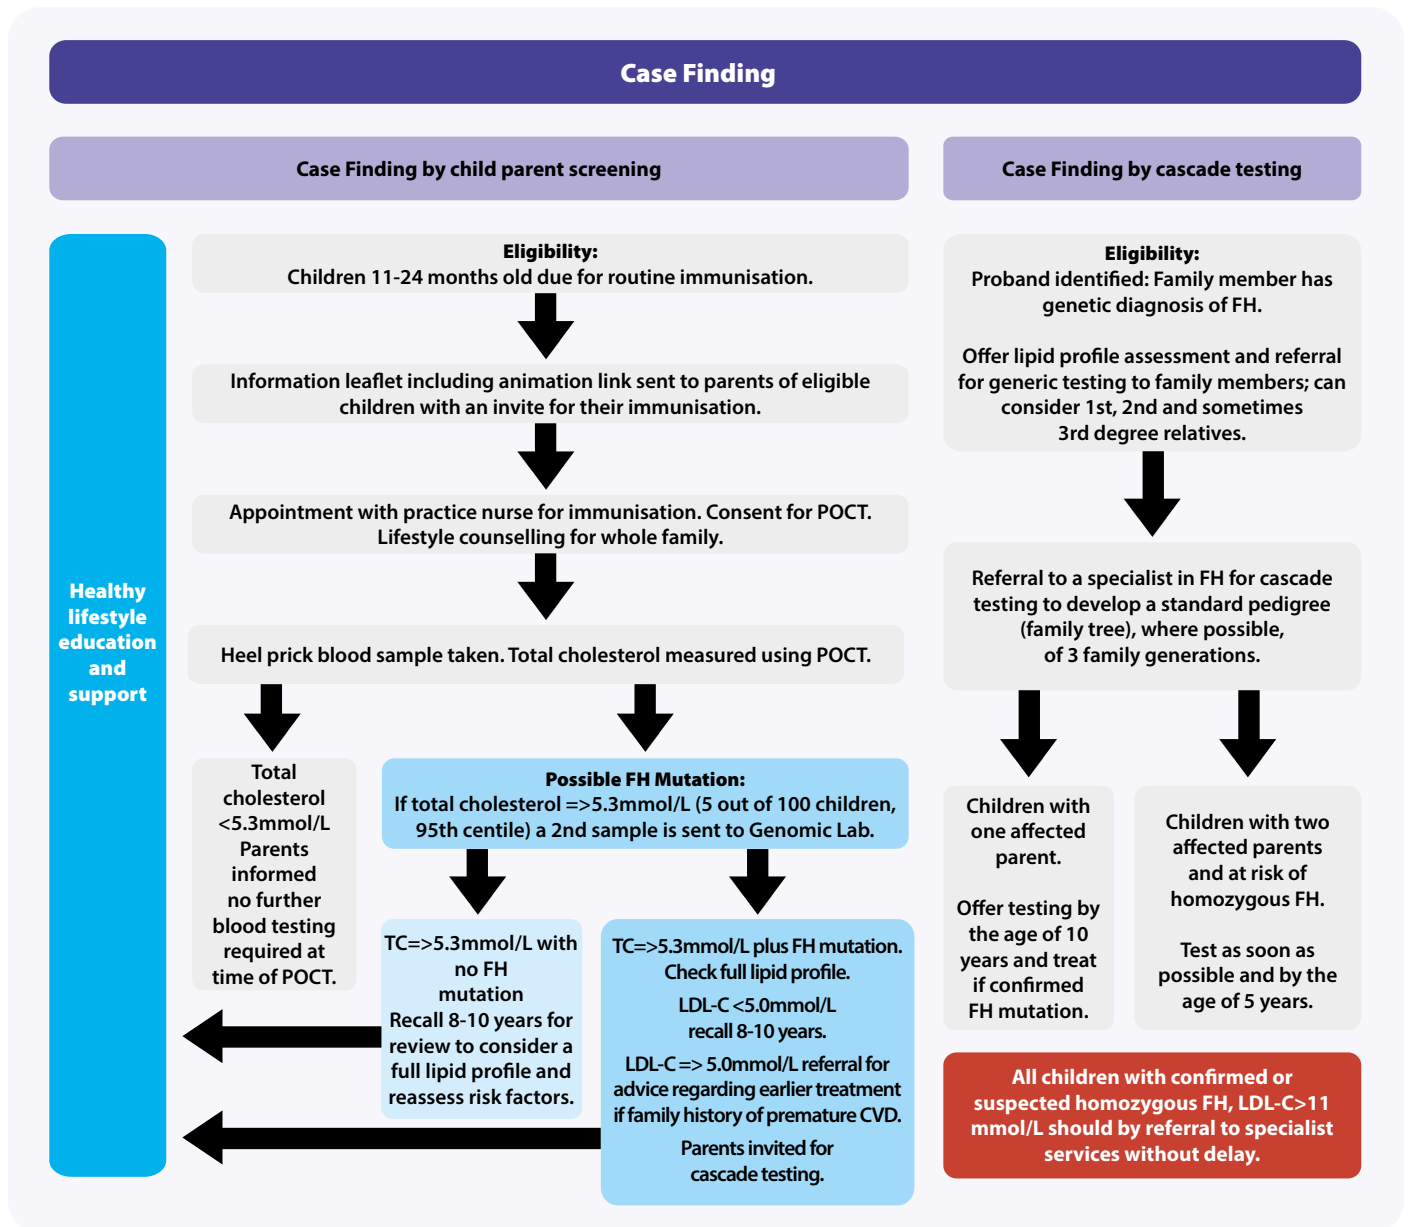 Case Finding
Case Finding by child parent screening
Healthy
lifestyle
education
and
support
Eligibility:
Children 11-24 months old due for routine immunisation.
Information leaflet including animation link sent to parents of eligible
children with an invite for their immunisation.
Appointment with practice nurse for immunisation. Consent for POCT.
Lifestyle counselling for whole family.
Heel prick blood sample taken. Total cholesterol measured using POCT.
Total
cholesterol
<5.3mmol/L
Parents
informed
no further
blood testing
required at
time of POCT.
Possible FH Mutation:
If total cholesterol =>5.3mmol/L (5 out of 100 children,
95th centile) a 2nd sample is sent to Genomic Lab.
TC=>5.3mmol/L with
no FH
mutation
Recall 8-10 years for
review to consider a
full lipid profile and
reassess risk factors.
TC=>5.3mmol/L plus FH mutation.
Check full lipid profile.
LDL-C <5.0mmol/L
recall 8-10 years.
LDL-C => 5.0mmol/L referral for
advice regarding earlier treatment
if family history of premature CVD.
Parents invited for
cascade testing.
Case Finding by cascade testing
Eligibility:
Proband identified: Family member has
genetic diagnosis of FH.
Offer lipid profile assessment and referral
for generic testing to family members; can
consider 1st, 2nd and sometimes
3rd degree relatives.
Referral to a specialist in FH for cascade
testing to develop a standard pedigree
(family tree), where possible,
of 3 family generations.
Children with
one affected
parent.
Offer testing by
the age of 10
years and treat
if confirmed
FH mutation.
Children with two
affected parents
and at risk of
homozygous FH.
Test as soon as
possible and by the
age of 5 years.
All children with confirmed or
suspected homozygous FH, LDL-C>11
mmol/L should by referral to specialist
services without delay.